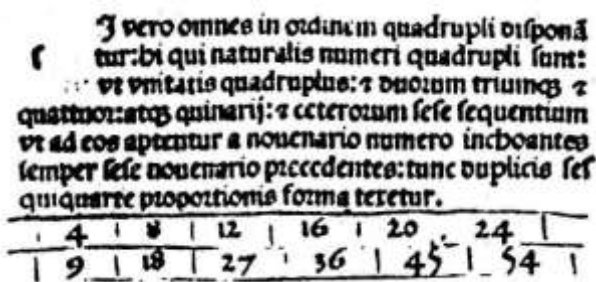 J vero omnes in ordinem quadrupli disponã
s tur: hi qui naturalis numeri quadrupli sunt:
vt vnitatis quadruplus: ⁊ duorum triumqꝫ ⁊
quattuor: atqꝫ quinarij: ⁊ ceterorum sese sequentium
vt ad eos aptentur a nouenario numero inchoantes
semper sese nouenario precedentes: tunc duplicis ses
quiquarte proportionis forma texetur.
4 | 8 | 12 | 16 | 20 | 24
9 | 18 | 27 | 36 | 45 | 54